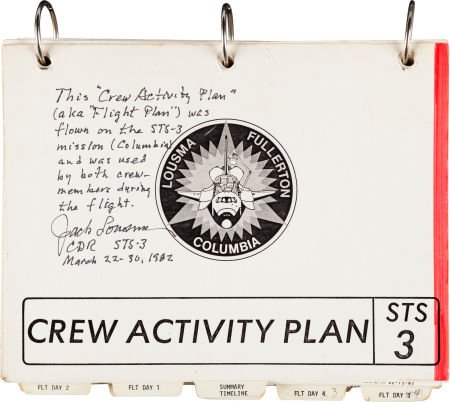 This "Crew Activity Plan"
(aka "Flight Plan") was
flown on the STS-3
mission (Columbia)
and was used
by both crew-
members during
the flight.
Jack Lousma
CDR STS-3
March 22-30, 1982
LOUSMA FULLERTON
COLUMBIA
CREW ACTIVITY PLAN
STS
3
FLT DAY 2
FLT DAY 1
SUMMARY
TIMELINE
FLT DAY 4
FLT DAY